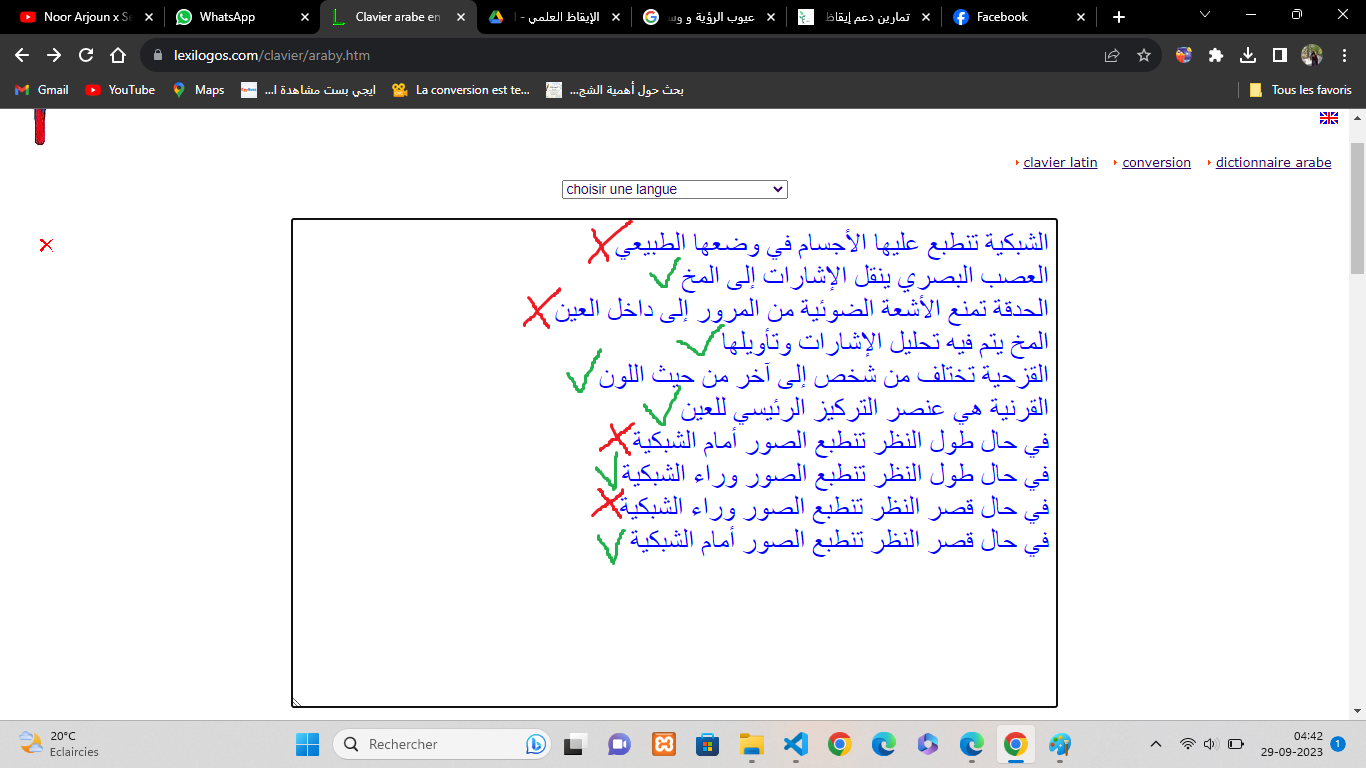 Noor Arjoun x Se
WhatsApp
Clavier arabe en
الإيقاظ العلمي - ا
عيوب الرؤية و وس
تمارين دعم إيقاظ
Facebook
lexilogos.com/clavier/araby.htm
Gmail
YouTube
Maps
ايجي بست مشاهدة ا...
La conversion est te...
بحث حول أهمية الشج...
Tous les favoris
clavier latin
conversion
dictionnaire arabe
choisir une langue
الشبكية تنطبع عليها الأجسام في وضعها الطبيعي
العصب البصري ينقل الإشارات إلى المخ
الحدقة تمنع الأشعة الضوئية من المرور إلى داخل العين
المخ يتم فيه تحليل الإشارات وتأويلها
القزحية تختلف من شخص إلى آخر من حيث اللون
القرنية هي عنصر التركيز الرئيسي للعين
في حال طول النظر تنطبع الصور أمام الشبكية
في حال طول النظر تنطبع الصور وراء الشبكية
في حال قصر النظر تنطبع الصور وراء الشبكية
في حال قصر النظر تنطبع الصور أمام الشبكية
20°C
Eclaircies
Rechercher
04:42
29-09-2023
1